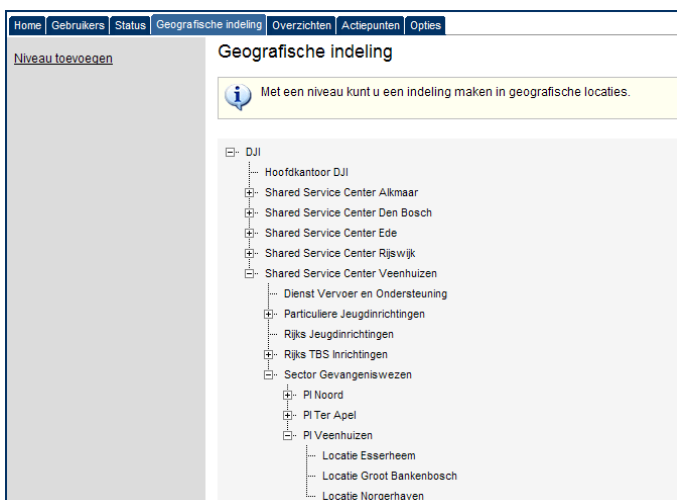 Home Gebruikers Status Geografische indeling Overzichten Actiepunten Opties
Niveau toevoegen
Geografische indeling
Met een niveau kunt u een indeling maken in geografische locaties.
DJI
Hoofdkantoor DJI
Shared Service Center Alkmaar
Shared Service Center Den Bosch
Shared Service Center Ede
Shared Service Center Rijswijk
Shared Service Center Veenhuizen
Dienst Vervoer en Ondersteuning
Particuliere Jeugdinrichtingen
Rijks Jeugdinrichtingen
Rijks TBS Inrichtingen
Sector Gevangeniswezen
PI Noord
PI Ter Apel
PI Veenhuizen
Locatie Esserheem
Locatie Groot Bankenbosch
Locatie Norgerhaven